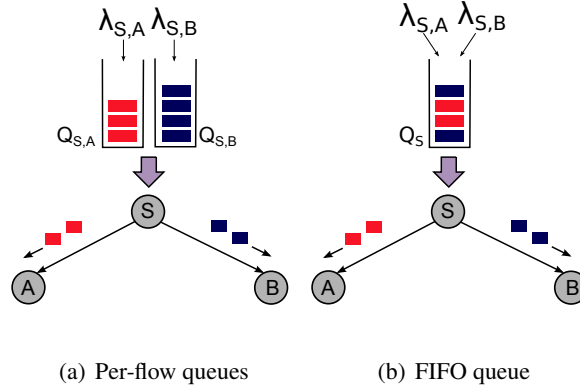 λS,A λS,B
λS,A λS,B
QS,A QS,B
QS
S
S
A B
A B
(a) Per-flow queues
(b) FIFO queue